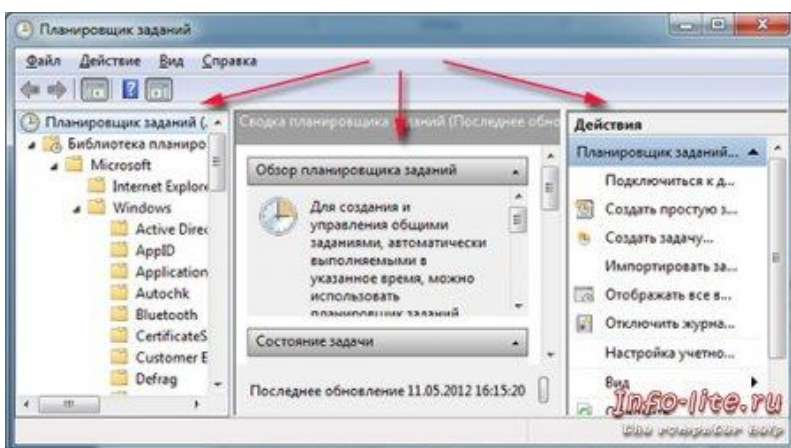 Планировщик заданий
Файл Действие Вид Справка
Планировщик заданий (.
Библиотека планиро
Microsoft
Internet Explore
Windows
Active Direc
AppID
Application
Autochk
Bluetooth
CertificateS
Customer E
Defrag
Сводка планировщика заданий (Последнее обно
Обзор планировщика заданий
Для создания и
управления общими
заданиями, автоматически
выполняемыми в
указанное время, можно
использовать
планировщик заданий
Состояние задачи
Последнее обновление 11.05.2012 16:15:20
Действия
Планировщик заданий...
Подключиться к д...
Создать простую з...
Создать задачу...
Импортировать за...
Отображать все в...
Отключить журна...
Настройка учетно...
Вид
Info-lite.ru